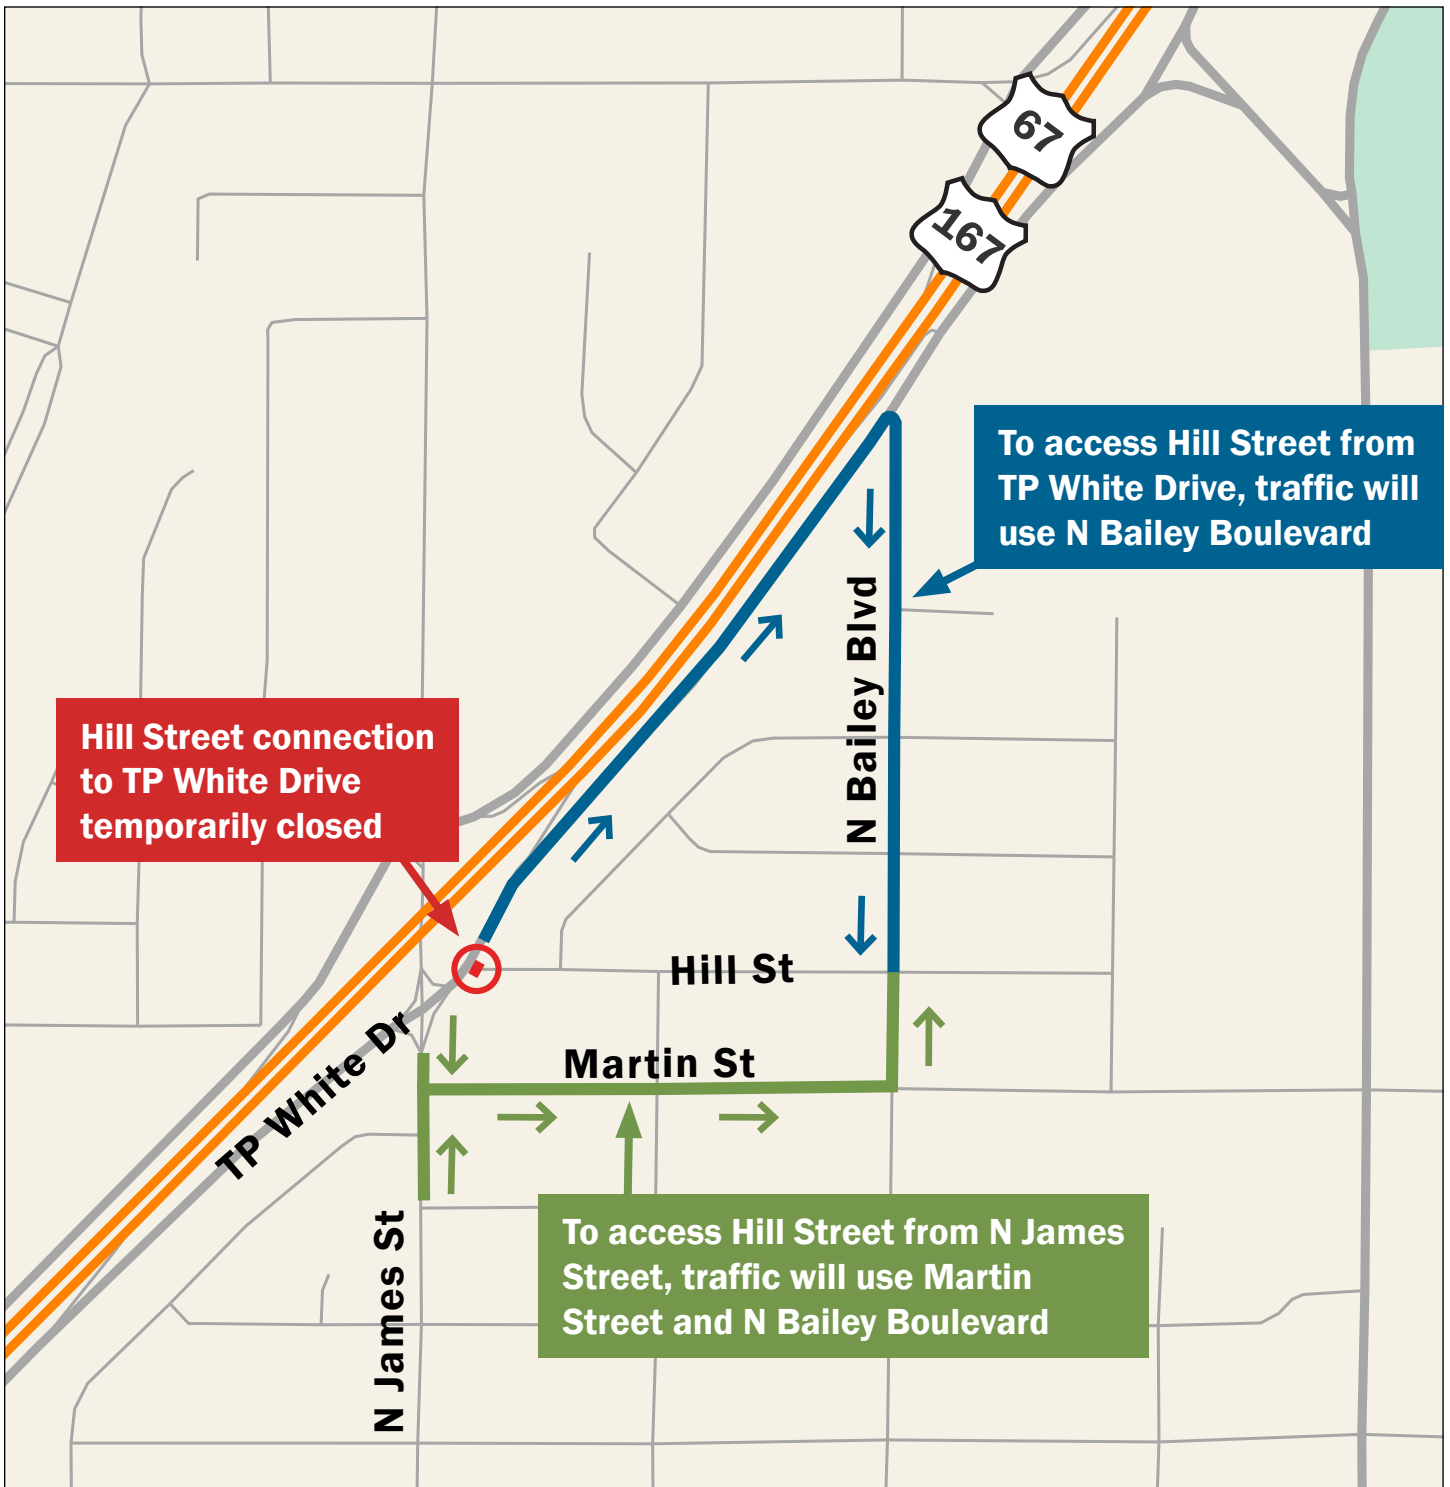 67
167
To access Hill Street from
TP White Drive, traffic will
use N Bailey Boulevard
N Bailey Blvd
Hill Street connection
to TP White Drive
temporarily closed
Hill St
TP White Dr
Martin St
N James St
To access Hill Street from N James
Street, traffic will use Martin
Street and N Bailey Boulevard